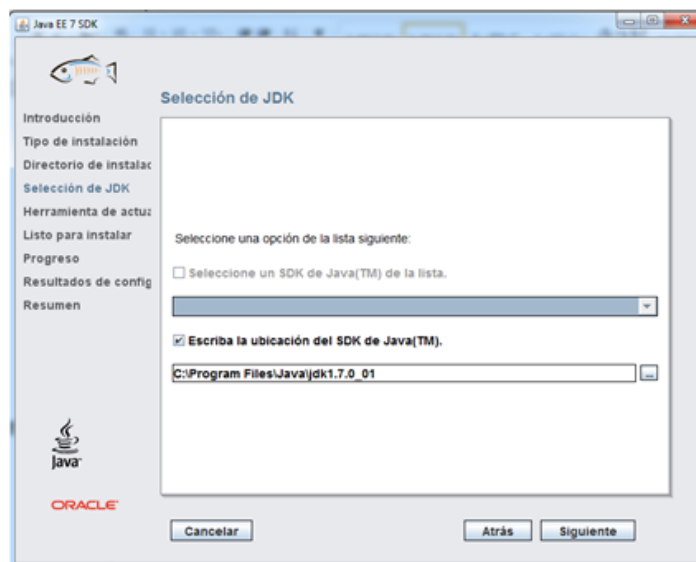 Java EE 7 SDK
Selección de JDK
Introducción
Tipo de instalación
Directorio de instalac
Selección de JDK
Herramienta de actua
Listo para instalar
Progreso
Resultados de config
Resumen
Seleccione una opción de la lista siguiente:
Seleccione un SDK de Java(TM) de la lista.
Escriba la ubicación del SDK de Java(TM).
C:\Program Files\Java\jdk1.7.0_01
...
Java
ORACLE
Cancelar
Atrás
Siguiente